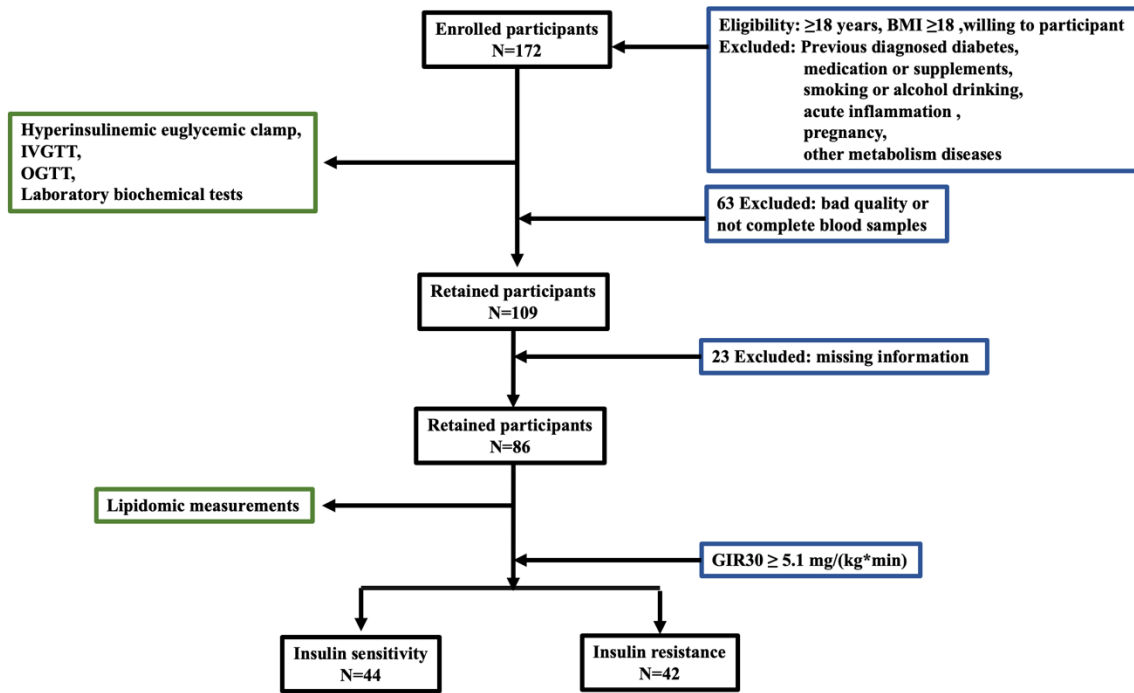 Enrolled participants
N=172
Eligibility: ≥18 years, BMI ≥18 ,willing to participant
Excluded: Previous diagnosed diabetes,
medication or supplements,
smoking or alcohol drinking,
acute inflammation ,
pregnancy,
other metabolism diseases
Hyperinsulinemic euglycemic clamp,
IVGTT,
OGTT,
Laboratory biochemical tests
63 Excluded: bad quality or
not complete blood samples
Retained participants
N=109
23 Excluded: missing information
Retained participants
N=86
Lipidomic measurements
GIR30 ≥ 5.1 mg/(kg*min)
Insulin sensitivity
N=44
Insulin resistance
N=42